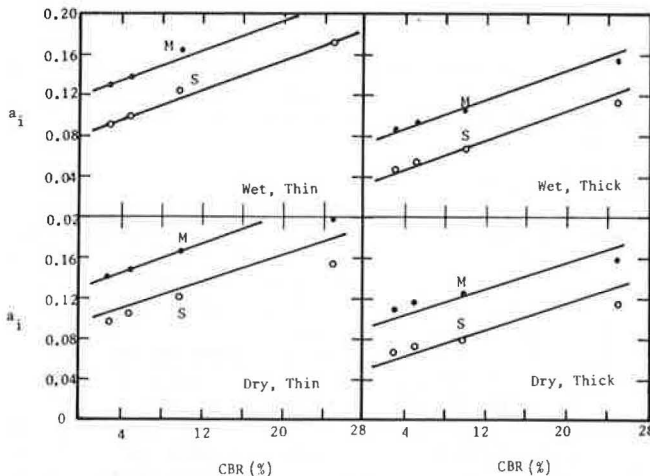 0.20
0.16
0.12
a_i
0.08
0.04
M
S
Wet, Thin
M
S
Wet, Thick
0.02
0.16
0.12
a_i
0.08
0.04
0
M
S
Dry, Thin
M
S
Dry, Thick
4 12 20 28 4 12 20 28
CBR (%) CBR (%)